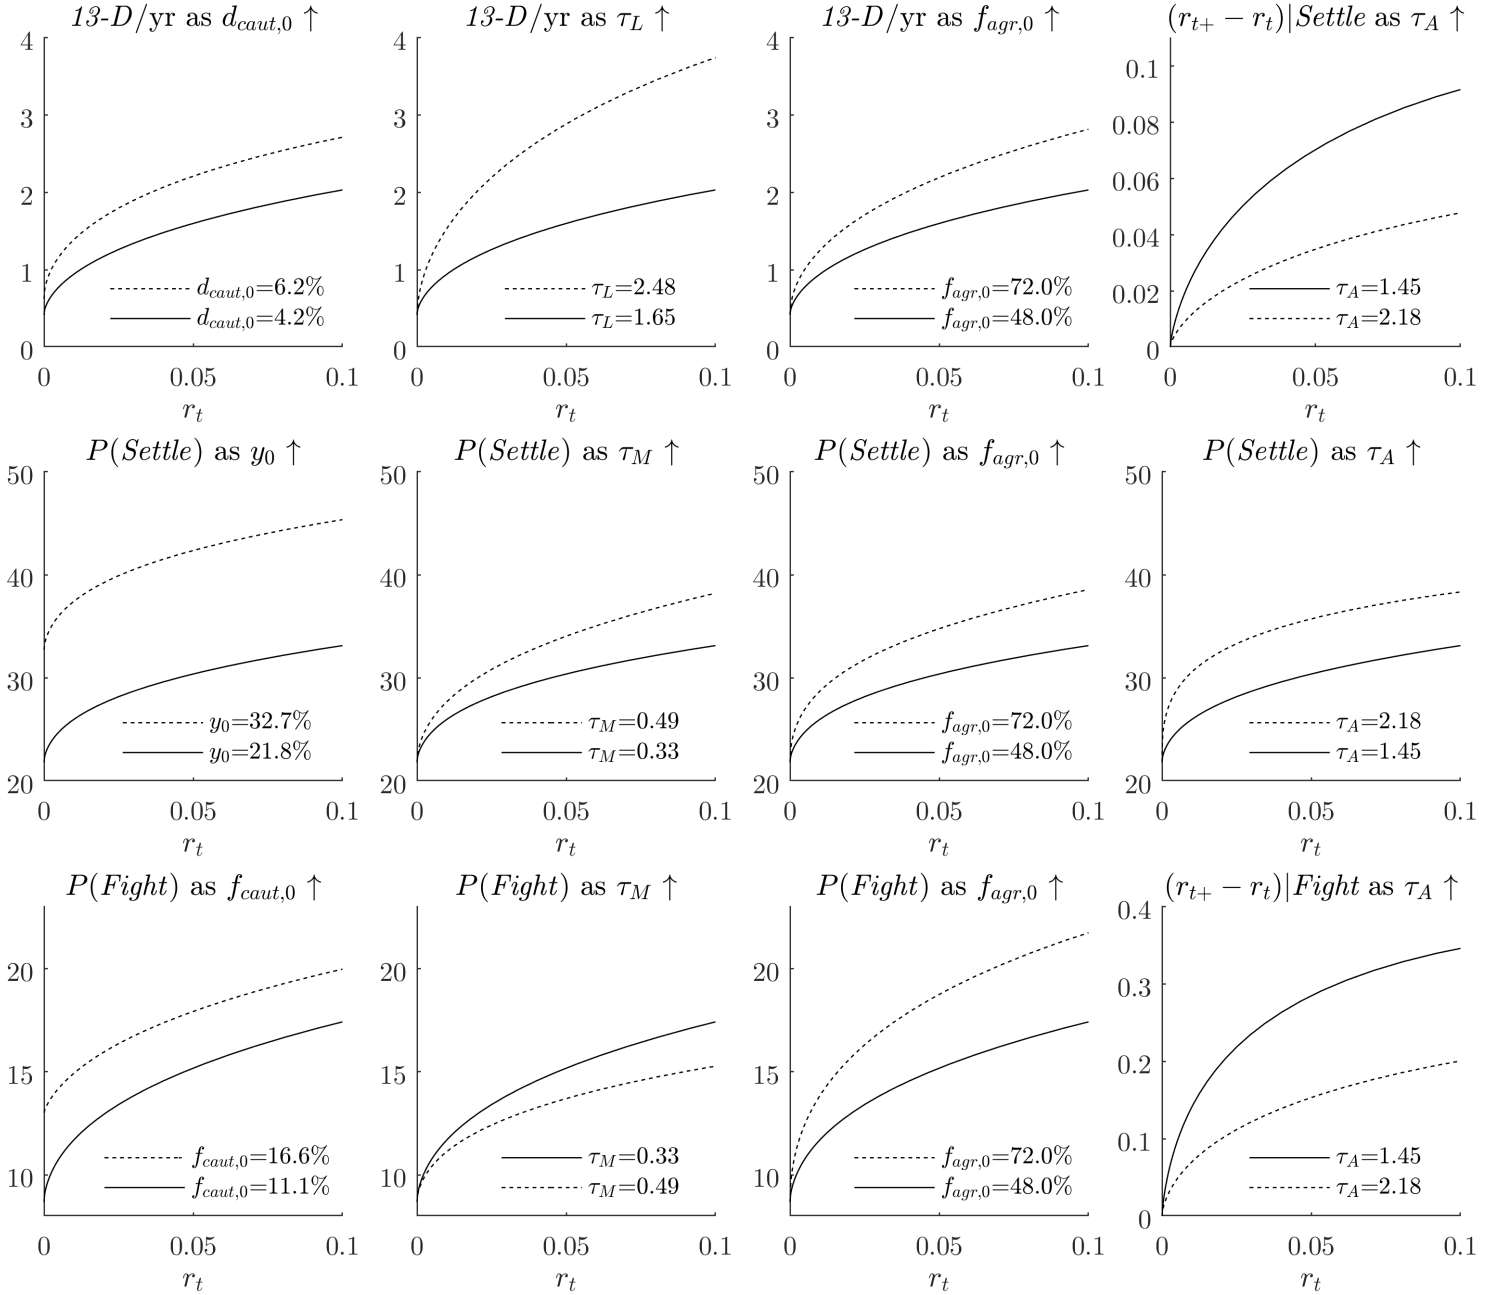 13-D/yr as d_{caut,0} ↑
4
3
2
1
0
d_{caut,0}=6.2%
d_{caut,0}=4.2%
0 0.05 0.1
r_t
13-D/yr as τ_L ↑
4
3
2
1
0
τ_L=2.48
τ_L=1.65
0 0.05 0.1
r_t
13-D/yr as f_{agr,0} ↑
4
3
2
1
0
f_{agr,0}=72.0%
f_{agr,0}=48.0%
0 0.05 0.1
r_t
(r_{t+} − r_t)|Settle as τ_A ↑
0.1
0.08
0.06
0.04
0.02
0
τ_A=1.45
τ_A=2.18
0 0.05 0.1
r_t
P(Settle) as y_0 ↑
50
40
30
20
y_0=32.7%
y_0=21.8%
0 0.05 0.1
r_t
P(Settle) as τ_M ↑
50
40
30
20
τ_M=0.49
τ_M=0.33
0 0.05 0.1
r_t
P(Settle) as f_{agr,0} ↑
50
40
30
20
f_{agr,0}=72.0%
f_{agr,0}=48.0%
0 0.05 0.1
r_t
P(Settle) as τ_A ↑
50
40
30
20
τ_A=2.18
τ_A=1.45
0 0.05 0.1
r_t
P(Fight) as f_{caut,0} ↑
20
15
10
f_{caut,0}=16.6%
f_{caut,0}=11.1%
0 0.05 0.1
r_t
P(Fight) as τ_M ↑
20
15
10
τ_M=0.33
τ_M=0.49
0 0.05 0.1
r_t
P(Fight) as f_{agr,0} ↑
20
15
10
f_{agr,0}=72.0%
f_{agr,0}=48.0%
0 0.05 0.1
r_t
(r_{t+} − r_t)|Fight as τ_A ↑
0.4
0.3
0.2
0.1
0
τ_A=1.45
τ_A=2.18
0 0.05 0.1
r_t